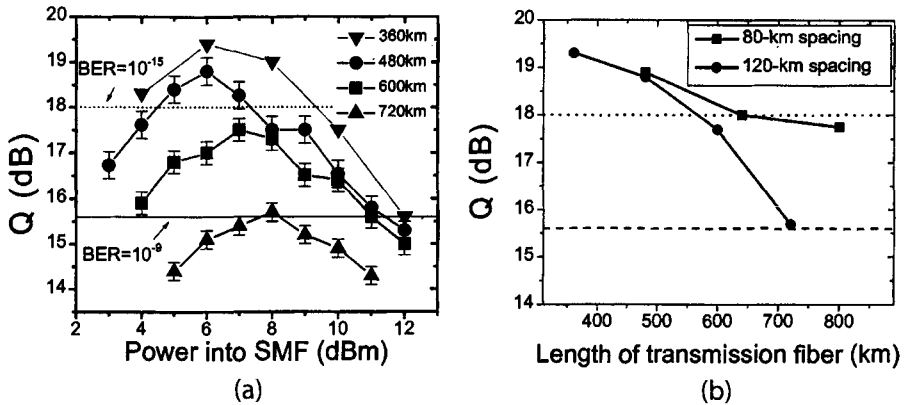 (a)
20
19
18
17
16
15
14
Q (dB)
BER=10⁻¹⁵
BER=10⁻⁹
360km
480km
600km
720km
2 4 6 8 10 12
Power into SMF (dBm)
(a)
(b)
20
19
18
17
16
15
14
13
Q (dB)
80-km spacing
120-km spacing
400 500 600 700 800
Length of transmission fiber (km)
(b)